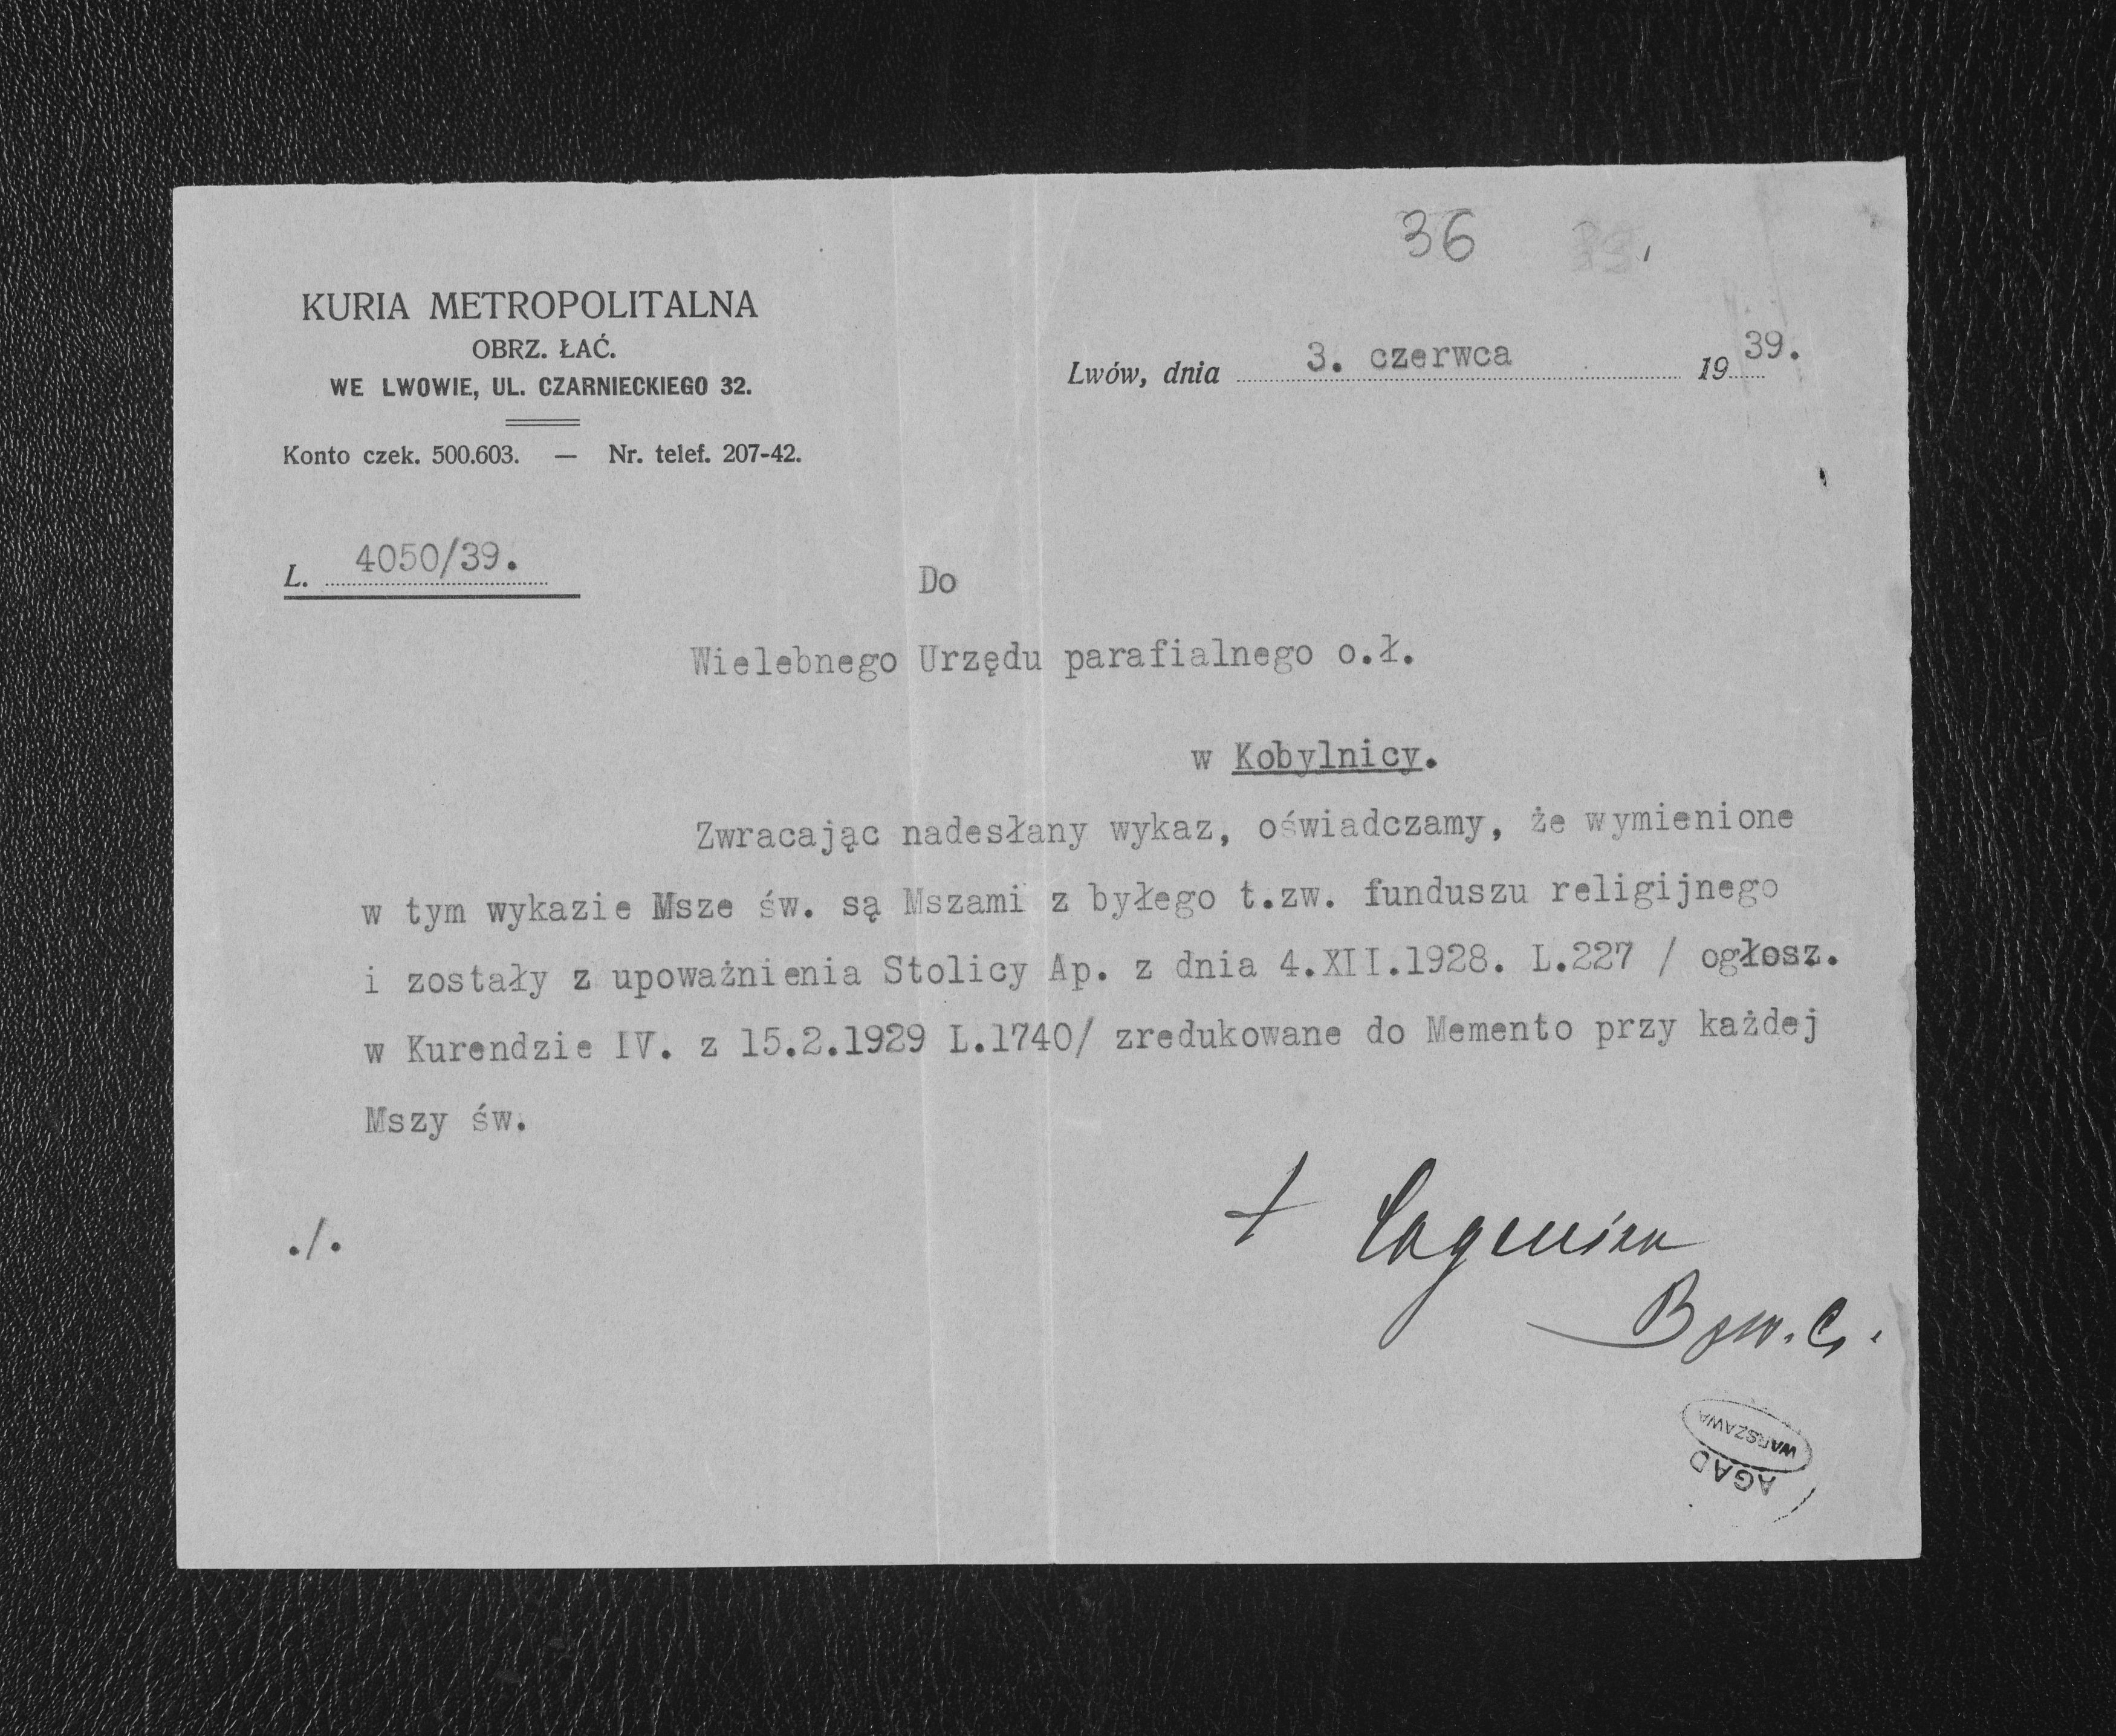 36
KURIA METROPOLITALNA
OBRZ. ŁAĆ.
WE LWOWIE, UL. CZARNIECKIEGO 32.
Konto czek. 500.603. — Nr. telef. 207-42.
Lwów, dnia 3. czerwca 1939.
L. 4050/39.
Do
Wielebnego Urzędu parafialnego o.ł.
w Kobylnicy.
Zwracając nadesłany wykaz, oświadczamy, że wymienione
w tym wykazie Msze św. są Mszami z byłego t.zw. funduszu religijnego
i zostały z upoważnienia Stolicy Ap. z dnia 4.XII.1928. L.227 / ogłosz.
w Kurendzie IV. z 15.2.1929 L.1740/ zredukowane do Memento przy każdej
Mszy św.
./.
AGAD
WARSZAWA